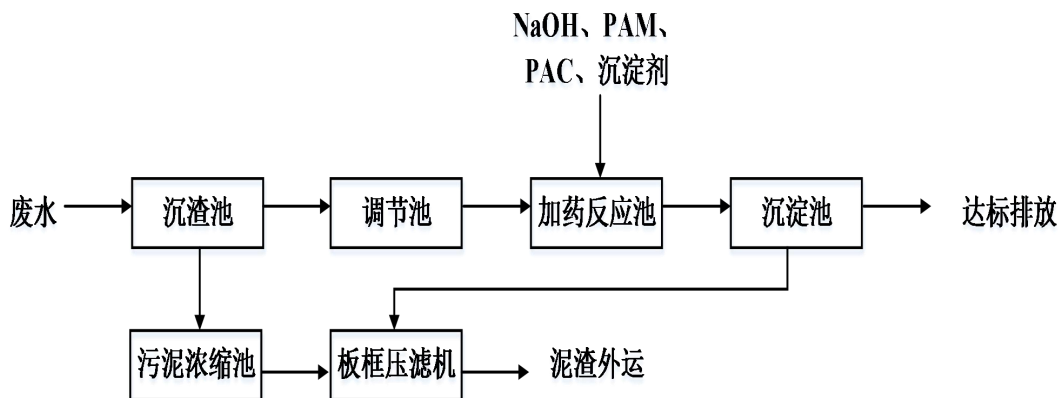 NaOH、PAM、
PAC、沉淀剂
废水
沉渣池
调节池
加药反应池
沉淀池
达标排放
污泥浓缩池
板框压滤机
泥渣外运